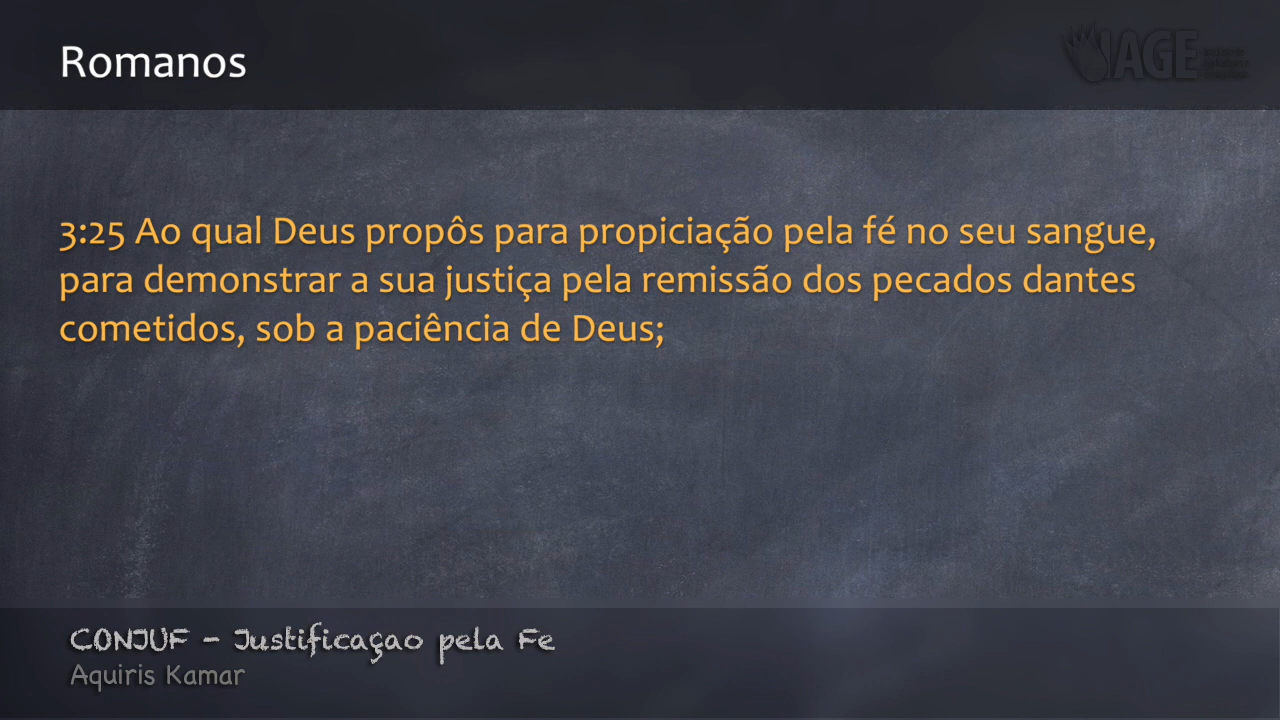 Romanos
IAGE
3:25 Ao qual Deus propôs para propiciação pela fé no seu sangue,
para demonstrar a sua justiça pela remissão dos pecados dantes
cometidos, sob a paciência de Deus;
CONJUF - Justificaçao pela Fe
Aquiris Kamar